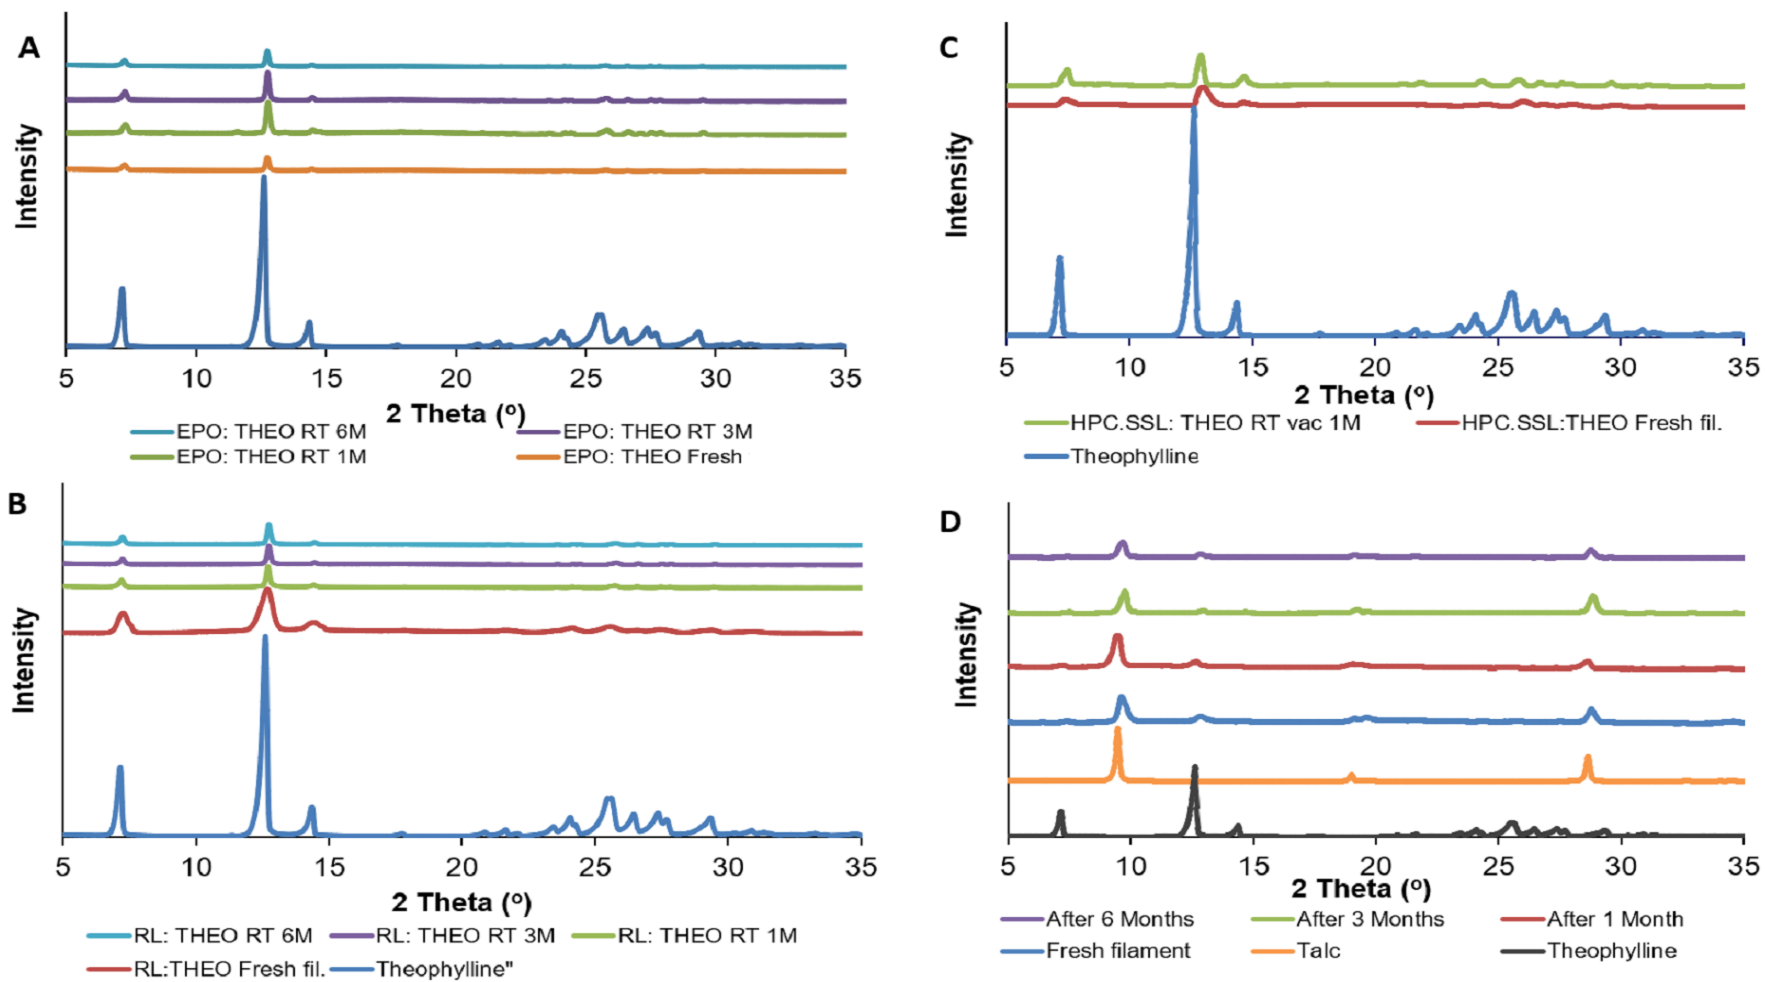 A
Intensity
5 10 15 20 25 30 35
2 Theta (º)
EPO: THEO RT 6M EPO: THEO RT 3M
EPO: THEO RT 1M EPO: THEO Fresh
B
Intensity
5 10 15 20 25 30 35
2 Theta (º)
RL: THEO RT 6M RL: THEO RT 3M RL: THEO RT 1M
RL:THEO Fresh fil. Theophylline"
C
Intensity
5 10 15 20 25 30 35
2 Theta (º)
HPC.SSL: THEO RT vac 1M HPC.SSL:THEO Fresh fil.
Theophylline
D
Intensity
5 10 15 20 25 30 35
2 Theta (º)
After 6 Months After 3 Months After 1 Month
Fresh filament Talc Theophylline